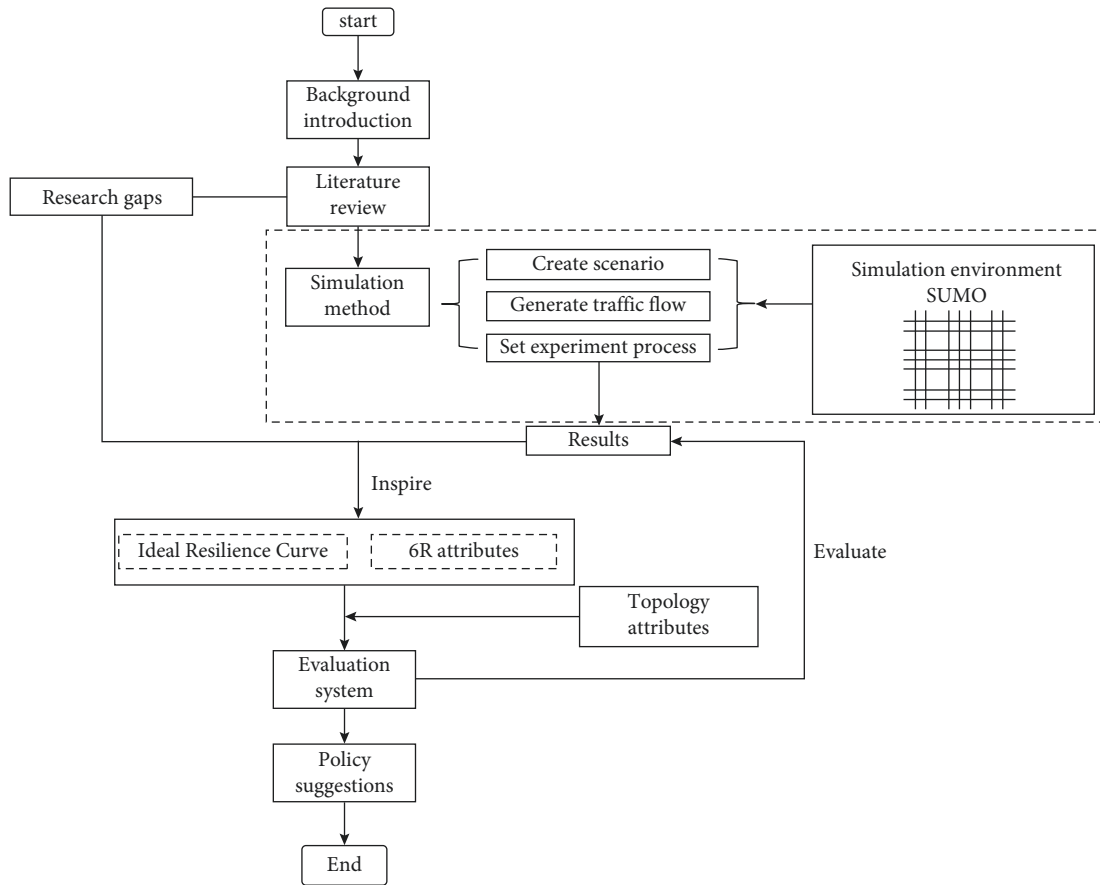 start
Background
introduction
Literature
review
Research gaps
Simulation
method
Create scenario
Generate traffic flow
Set experiment process
Simulation environment
SUMO
Results
Inspire
Ideal Resilience Curve
6R attributes
Evaluate
Topology
attributes
Evaluation
system
Policy
suggestions
End